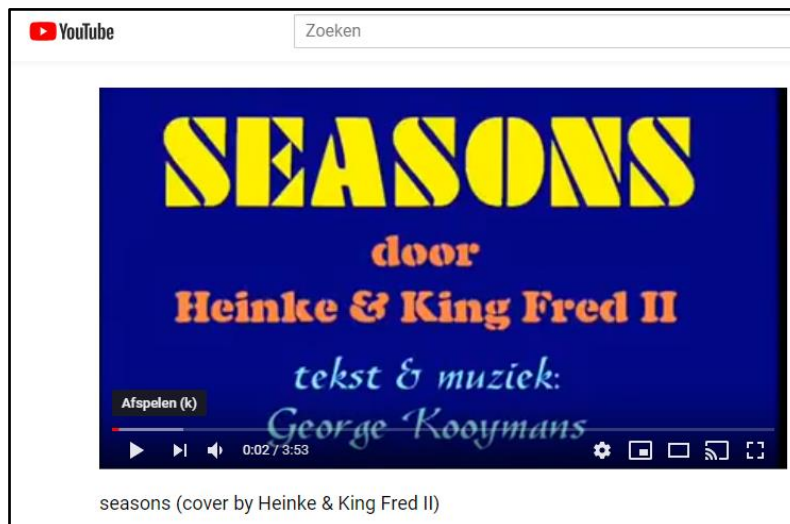 YouTube
Zoeken
SEASONS
door
Heinke & King Fred II
tekst & muziek:
Afspelen (k)
George Kooymans
0:02 / 3:53
seasons (cover by Heinke & King Fred II)